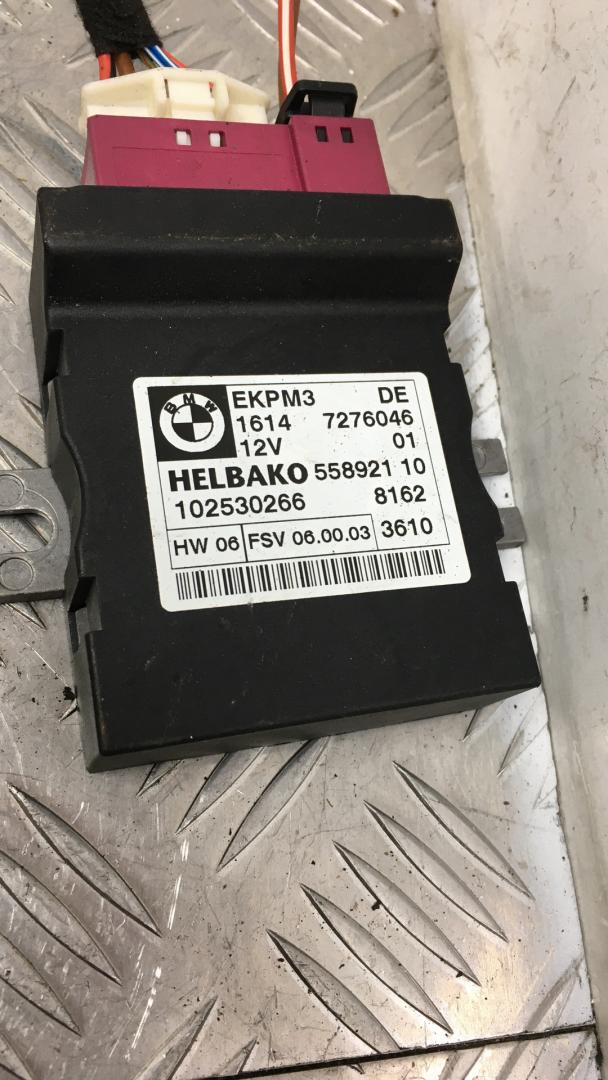 BMW EKPM3 DE
1614 7276046
12V 01
HELBAKO 558921 10
102530266 8162
HW 06 FSV 06.00.03 3610